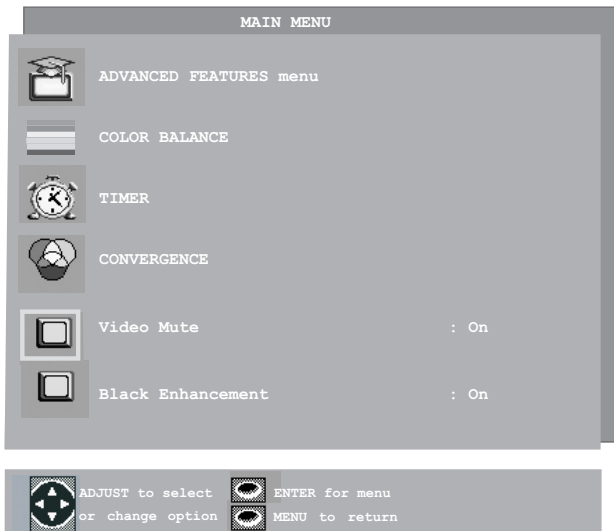 MAIN MENU
ADVANCED FEATURES menu
COLOR BALANCE
TIMER
CONVERGENCE
Video Mute : On
Black Enhancement : On
ADJUST to select ENTER for menu
or change option MENU to return